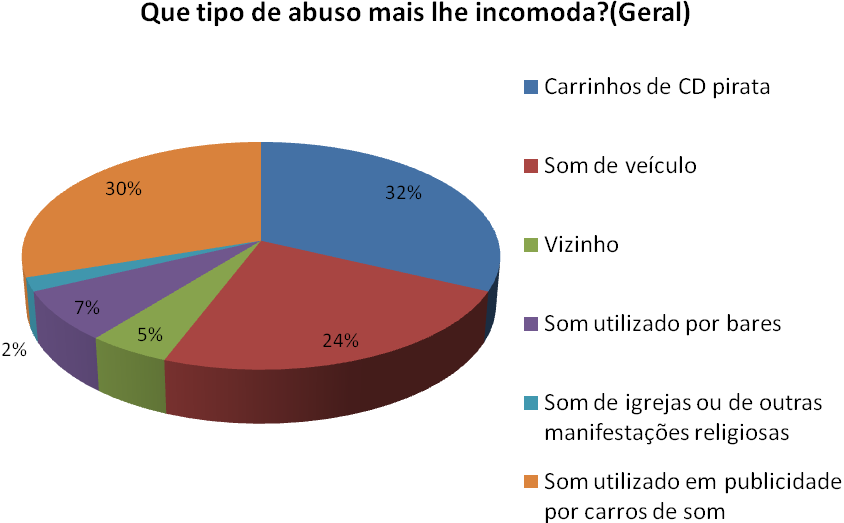 Que tipo de abuso mais lhe incomoda?(Geral)
Carrinhos de CD pirata
Som de veículo
Vizinho
Som utilizado por bares
Som de igrejas ou de outras
manifestações religiosas
Som utilizado em publicidade
por carros de som
30%
32%
7%
5%
24%
2%